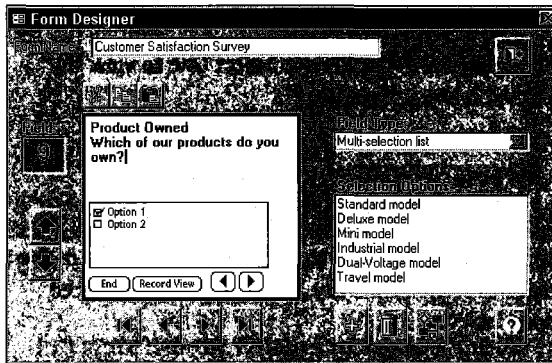 Form Designer
Form Name
Customer Satisfaction Survey
Field
9
Product Owned
Which of our products do you
own?
Option 1
Option 2
End
Record View
Field Type
Multi-selection list
Selection Options
Standard model
Deluxe model
Mini model
Industrial model
Dual-Voltage model
Travel model
?